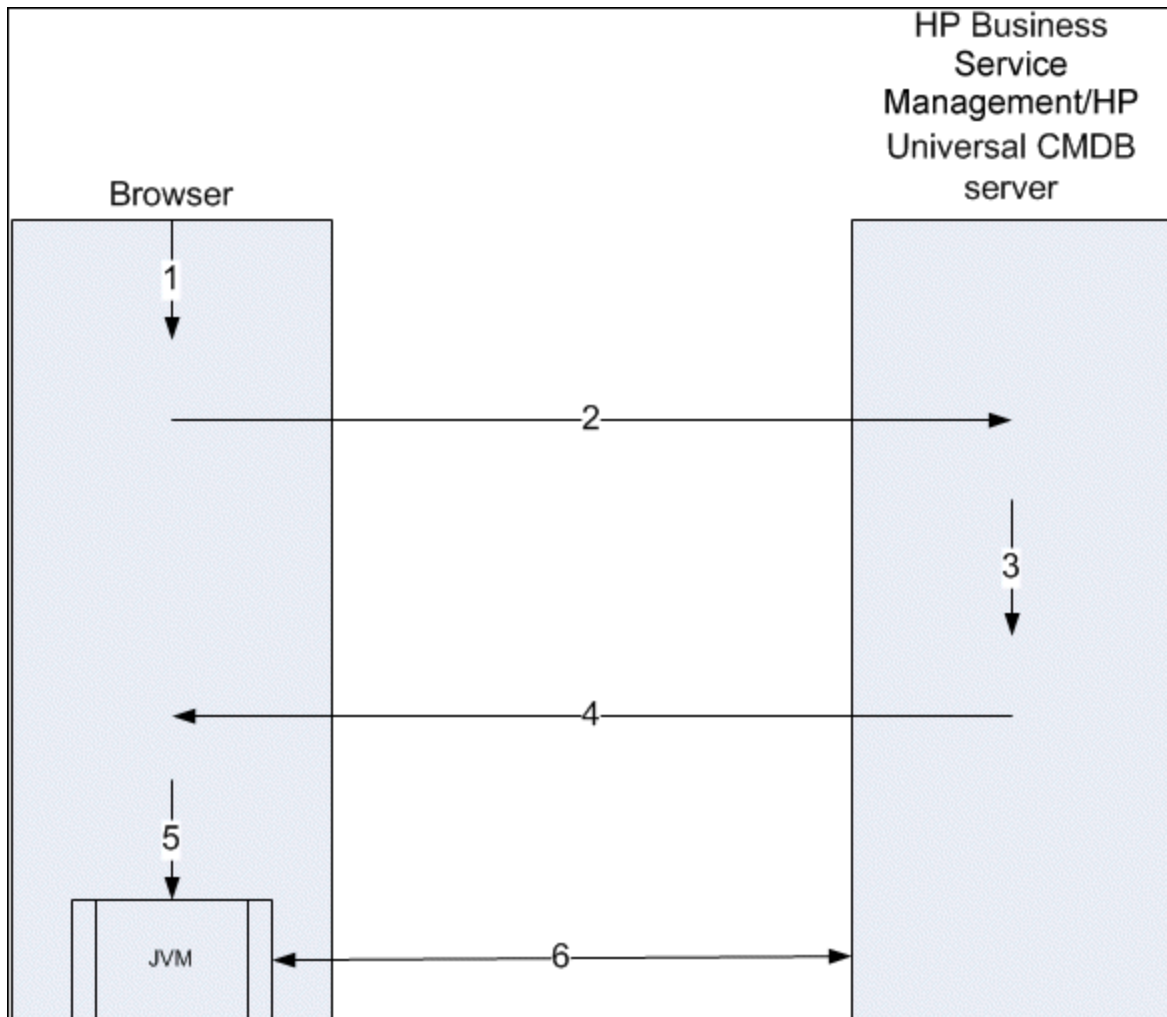 HP Business
Service
Management/HP
Universal CMDB
server
Browser
1
2
3
4
5
JVM
6